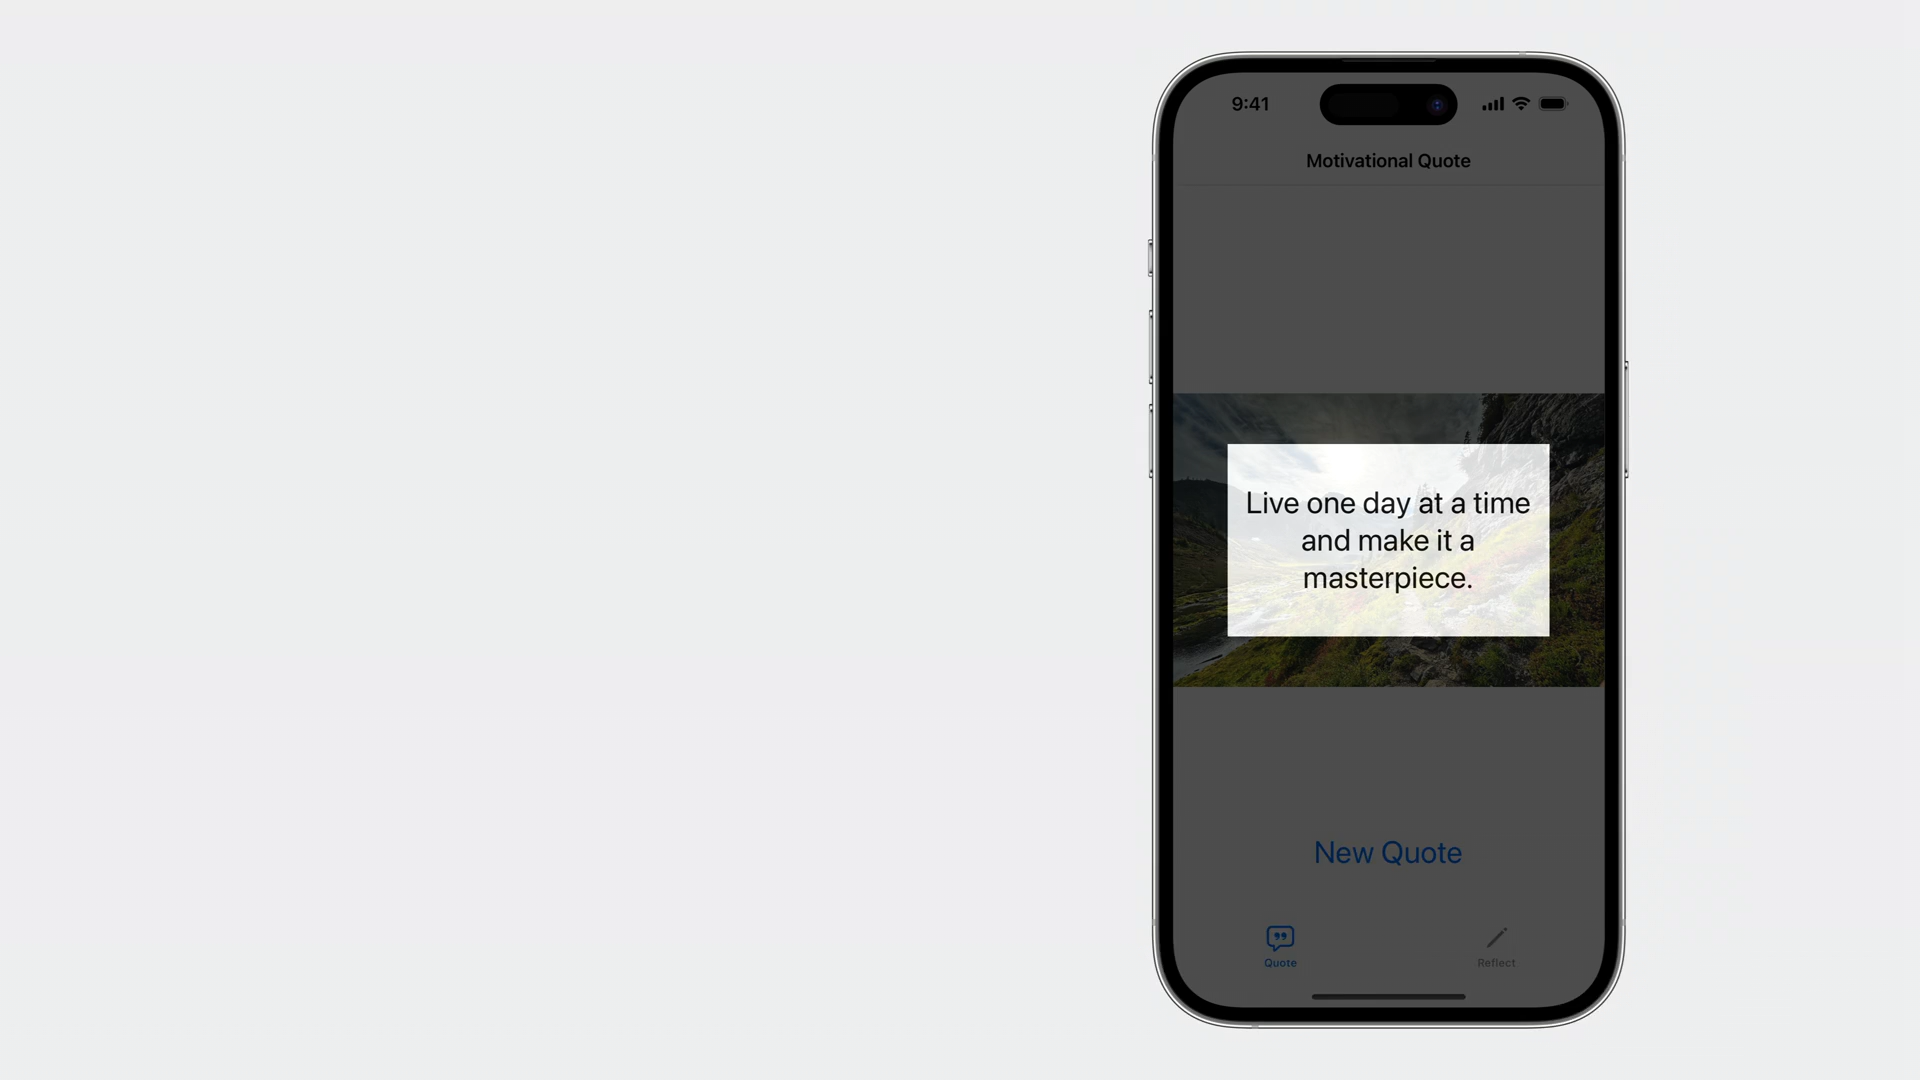 9:41
Motivational Quote
Live one day at a time
and make it a
masterpiece.
New Quote
Quote
Reflect